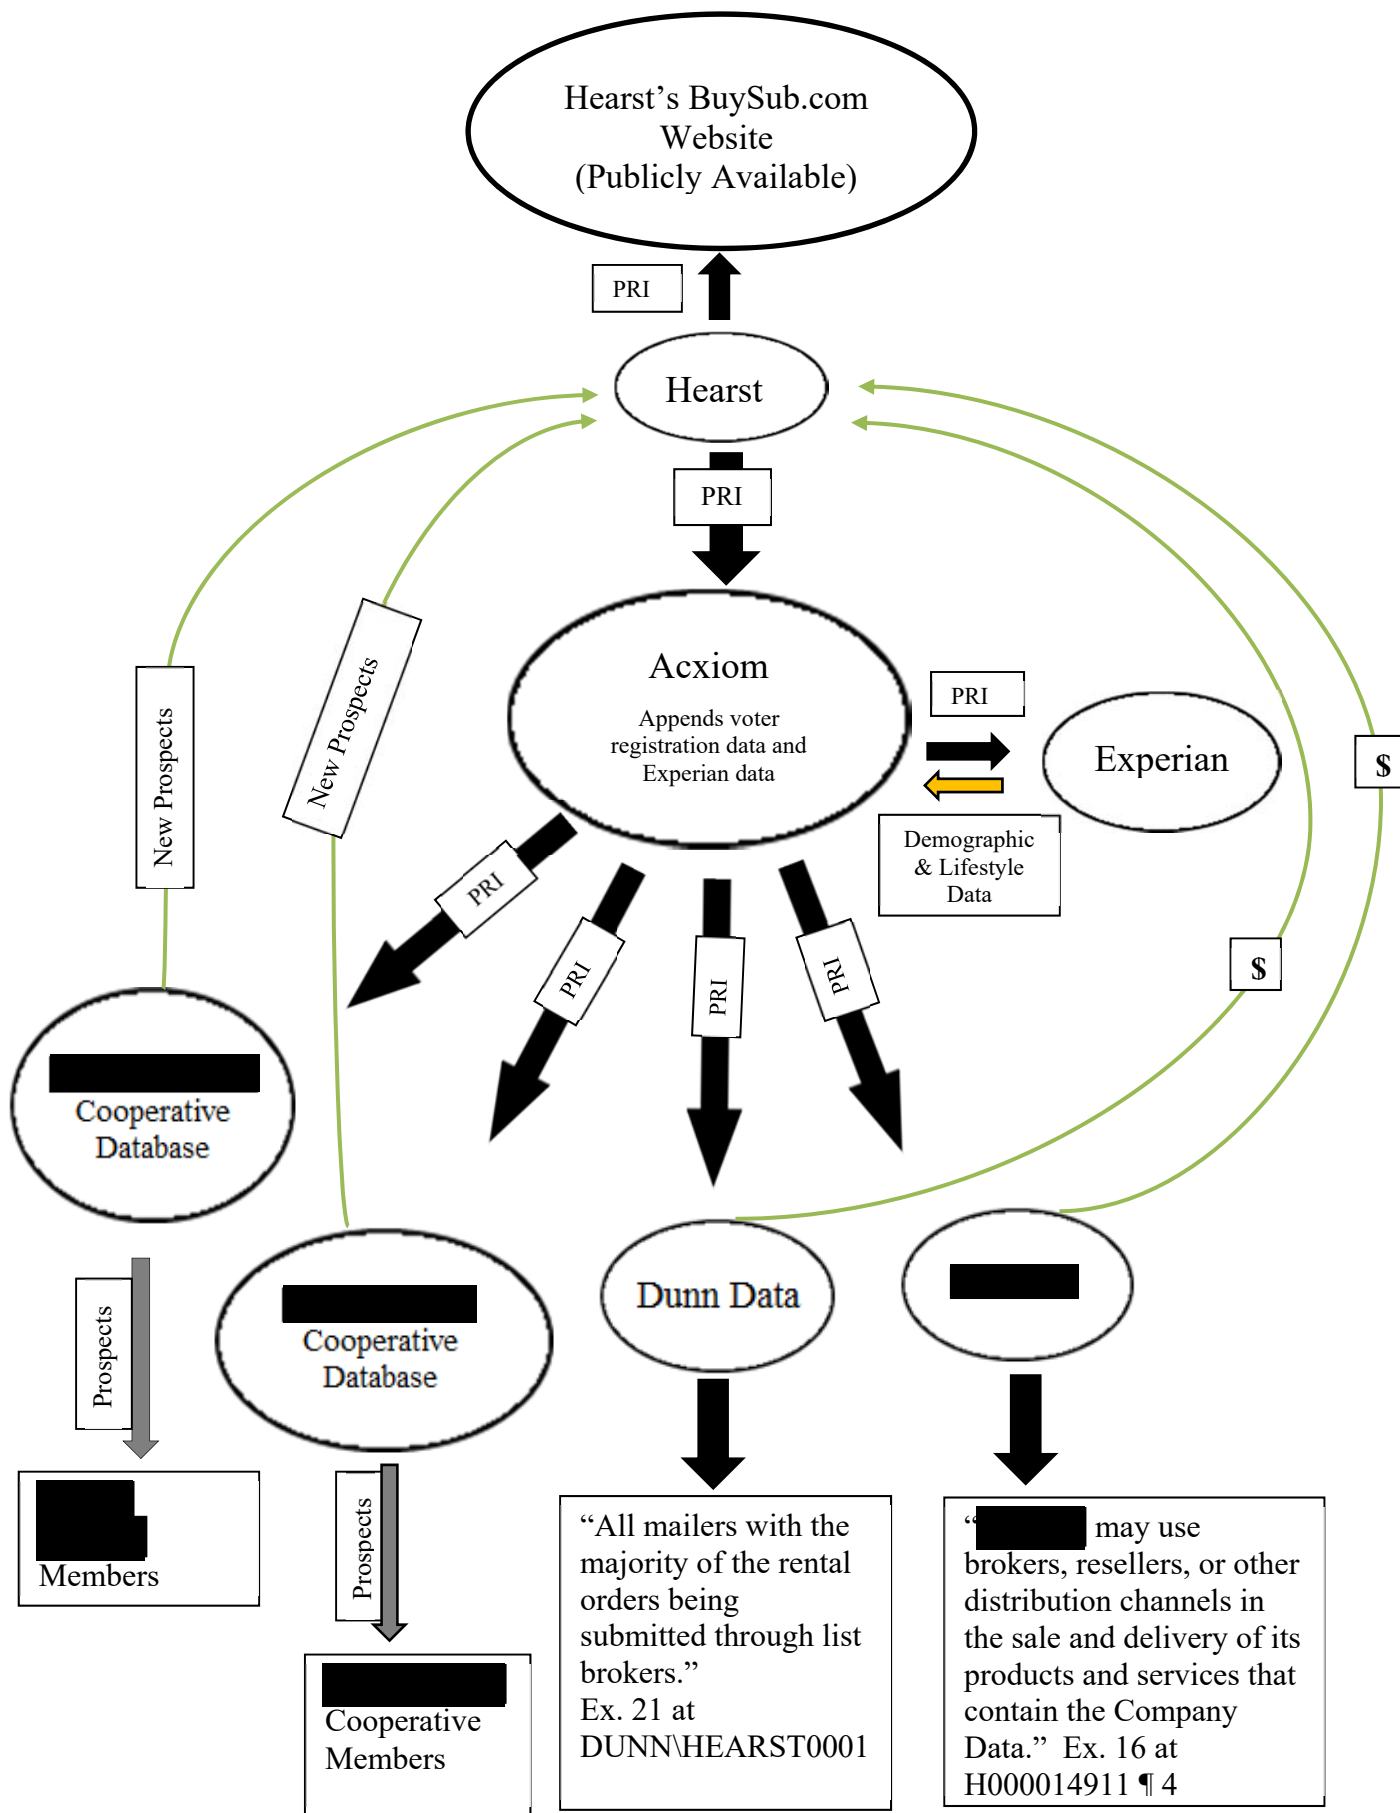 Hearst’s BuySub.com
Website
(Publicly Available)
PRI
Hearst
PRI
Acxiom
Appends voter
registration data and
Experian data
PRI
Experian
Demographic
& Lifestyle
Data
$
$
New Prospects
New Prospects
PRI
PRI
PRI
PRI
Cooperative
Database
Cooperative
Database
Dunn Data
Prospects
Prospects
Members
Cooperative
Members
“All mailers with the
majority of the rental
orders being
submitted through list
brokers.”
Ex. 21 at
DUNN\HEARST0001
“ may use
brokers, resellers, or other
distribution channels in
the sale and delivery of its
products and services that
contain the Company
Data.” Ex. 16 at
H000014911 ¶ 4